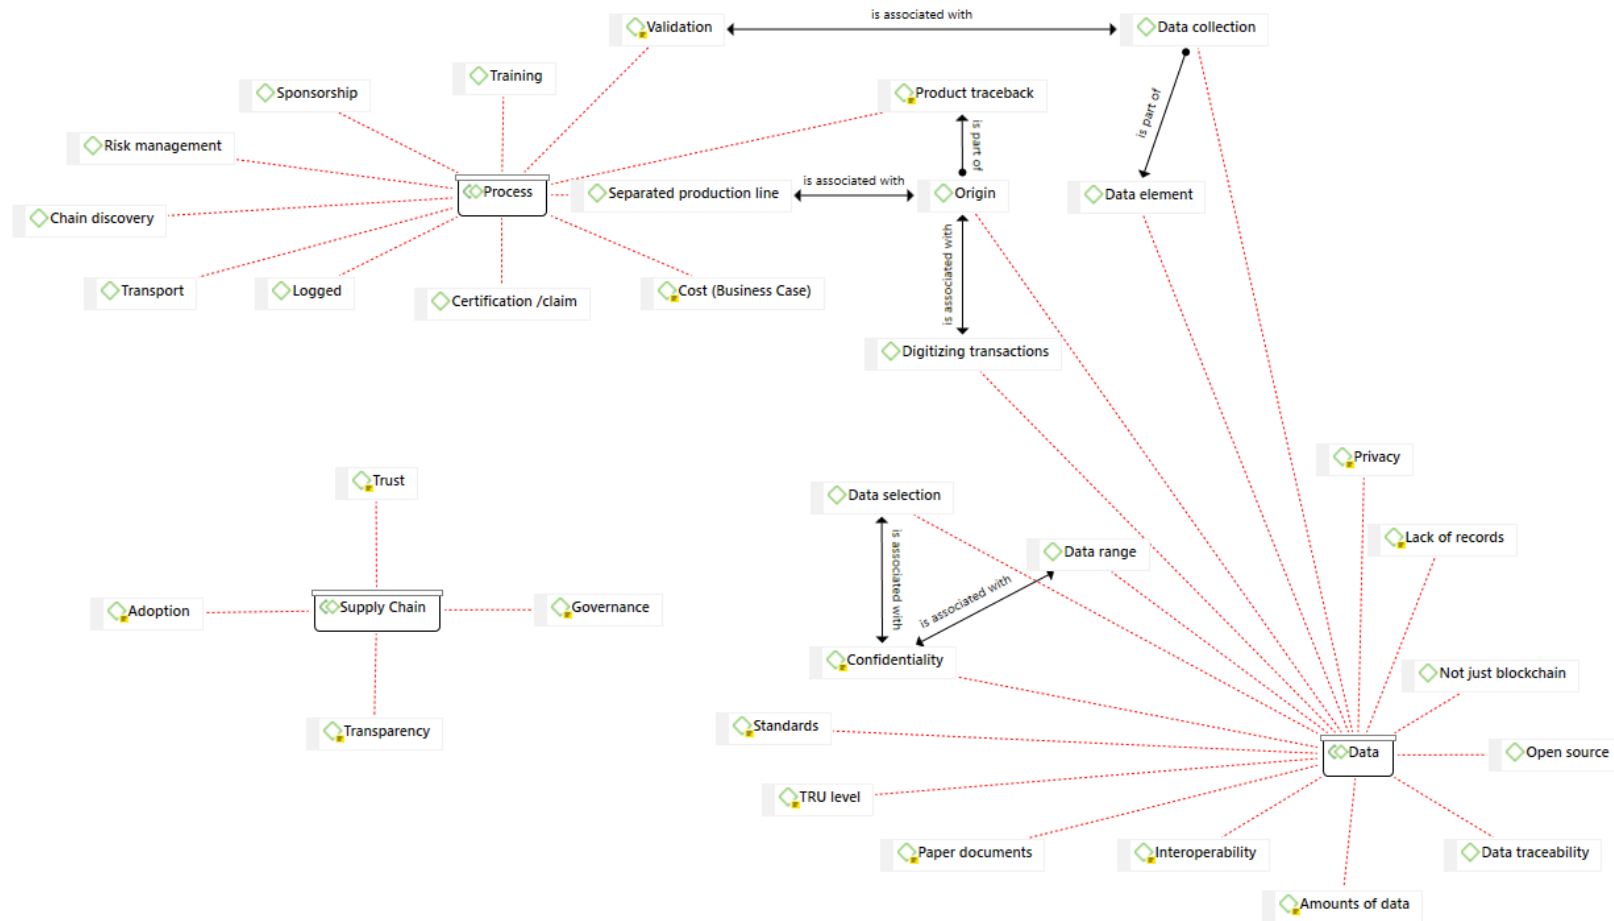 is associated with
Validation
Data collection
Training
Sponsorship
Product traceback
is part of
is part of
Risk management
is associated with
Process
Separated production line
Origin
Data element
Chain discovery
is associated with
Transport
Logged
Certification /claim
Cost (Business Case)
Digitizing transactions
Privacy
Trust
Data selection
Lack of records
is associated with
Data range
is associated with
Adoption
Supply Chain
Governance
Confidentiality
Not just blockchain
Transparency
Standards
Data
Open source
TRU level
Paper documents
Interoperability
Data traceability
Amounts of data